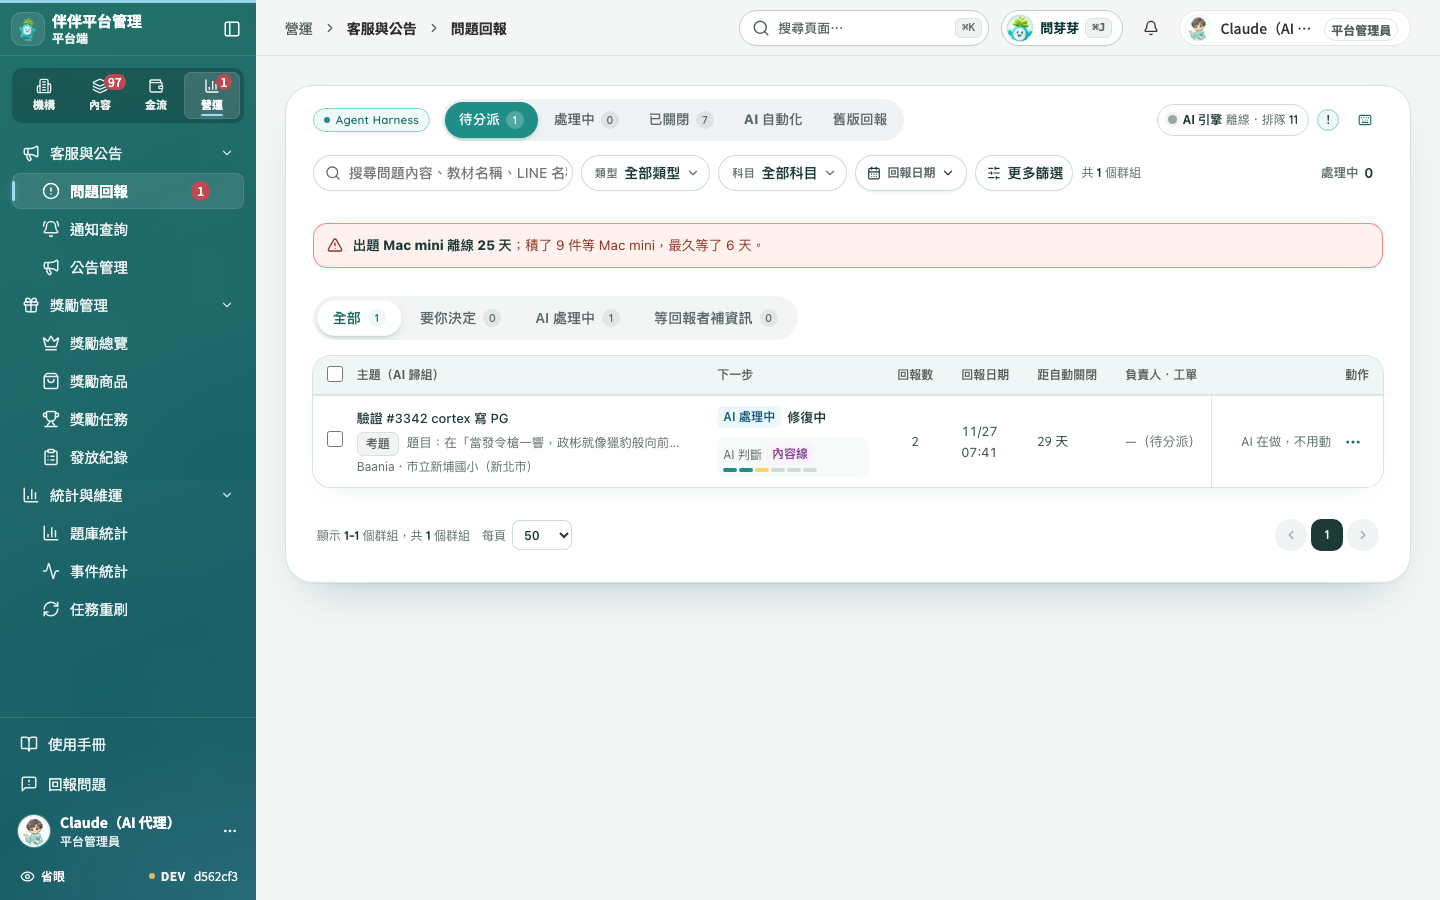 伴伴平台管理
平台端
機構
97
內容
金流
1
營運
客服與公告
問題回報 1
通知查詢
公告管理
獎勵管理
獎勵總覽
獎勵商品
獎勵任務
發放紀錄
統計與維運
題庫統計
事件統計
任務重刷
使用手冊
回報問題
Claude（AI 代理）
平台管理員
省眼 DEV d562cf3
營運 > 客服與公告 > 問題回報
搜尋頁面… ⌘K
問芽芽 ⌘J
Claude（AI … 平台管理員
Agent Harness
待分派 1 處理中 0 已關閉 7 AI 自動化 舊版回報
AI 引擎 離線 · 排隊 11
!
搜尋問題內容、教材名稱、LINE 名
類型 全部類型
科目 全部科目
回報日期
更多篩選
共 1 個群組
處理中 0
出題 Mac mini 離線 25 天；積了 9 件等 Mac mini，最久等了 6 天。
全部 1 要你決定 0 AI 處理中 1 等回報者補資訊 0
主題（AI 歸組） 下一步 回報數 回報日期 距自動關閉 負責人 · 工單 動作
驗證 #3342 cortex 寫 PG
考題 題目：在「當發令槍一響，政彬就像獵豹般向前…
Baania · 市立新埔國小（新北市）
AI 處理中 修復中
AI 判斷 內容線
2
11/27
07:41
29 天
—（待分派）
AI 在做，不用動 …
顯示 1-1 個群組，共 1 個群組 每頁 50
‹ 1 ›